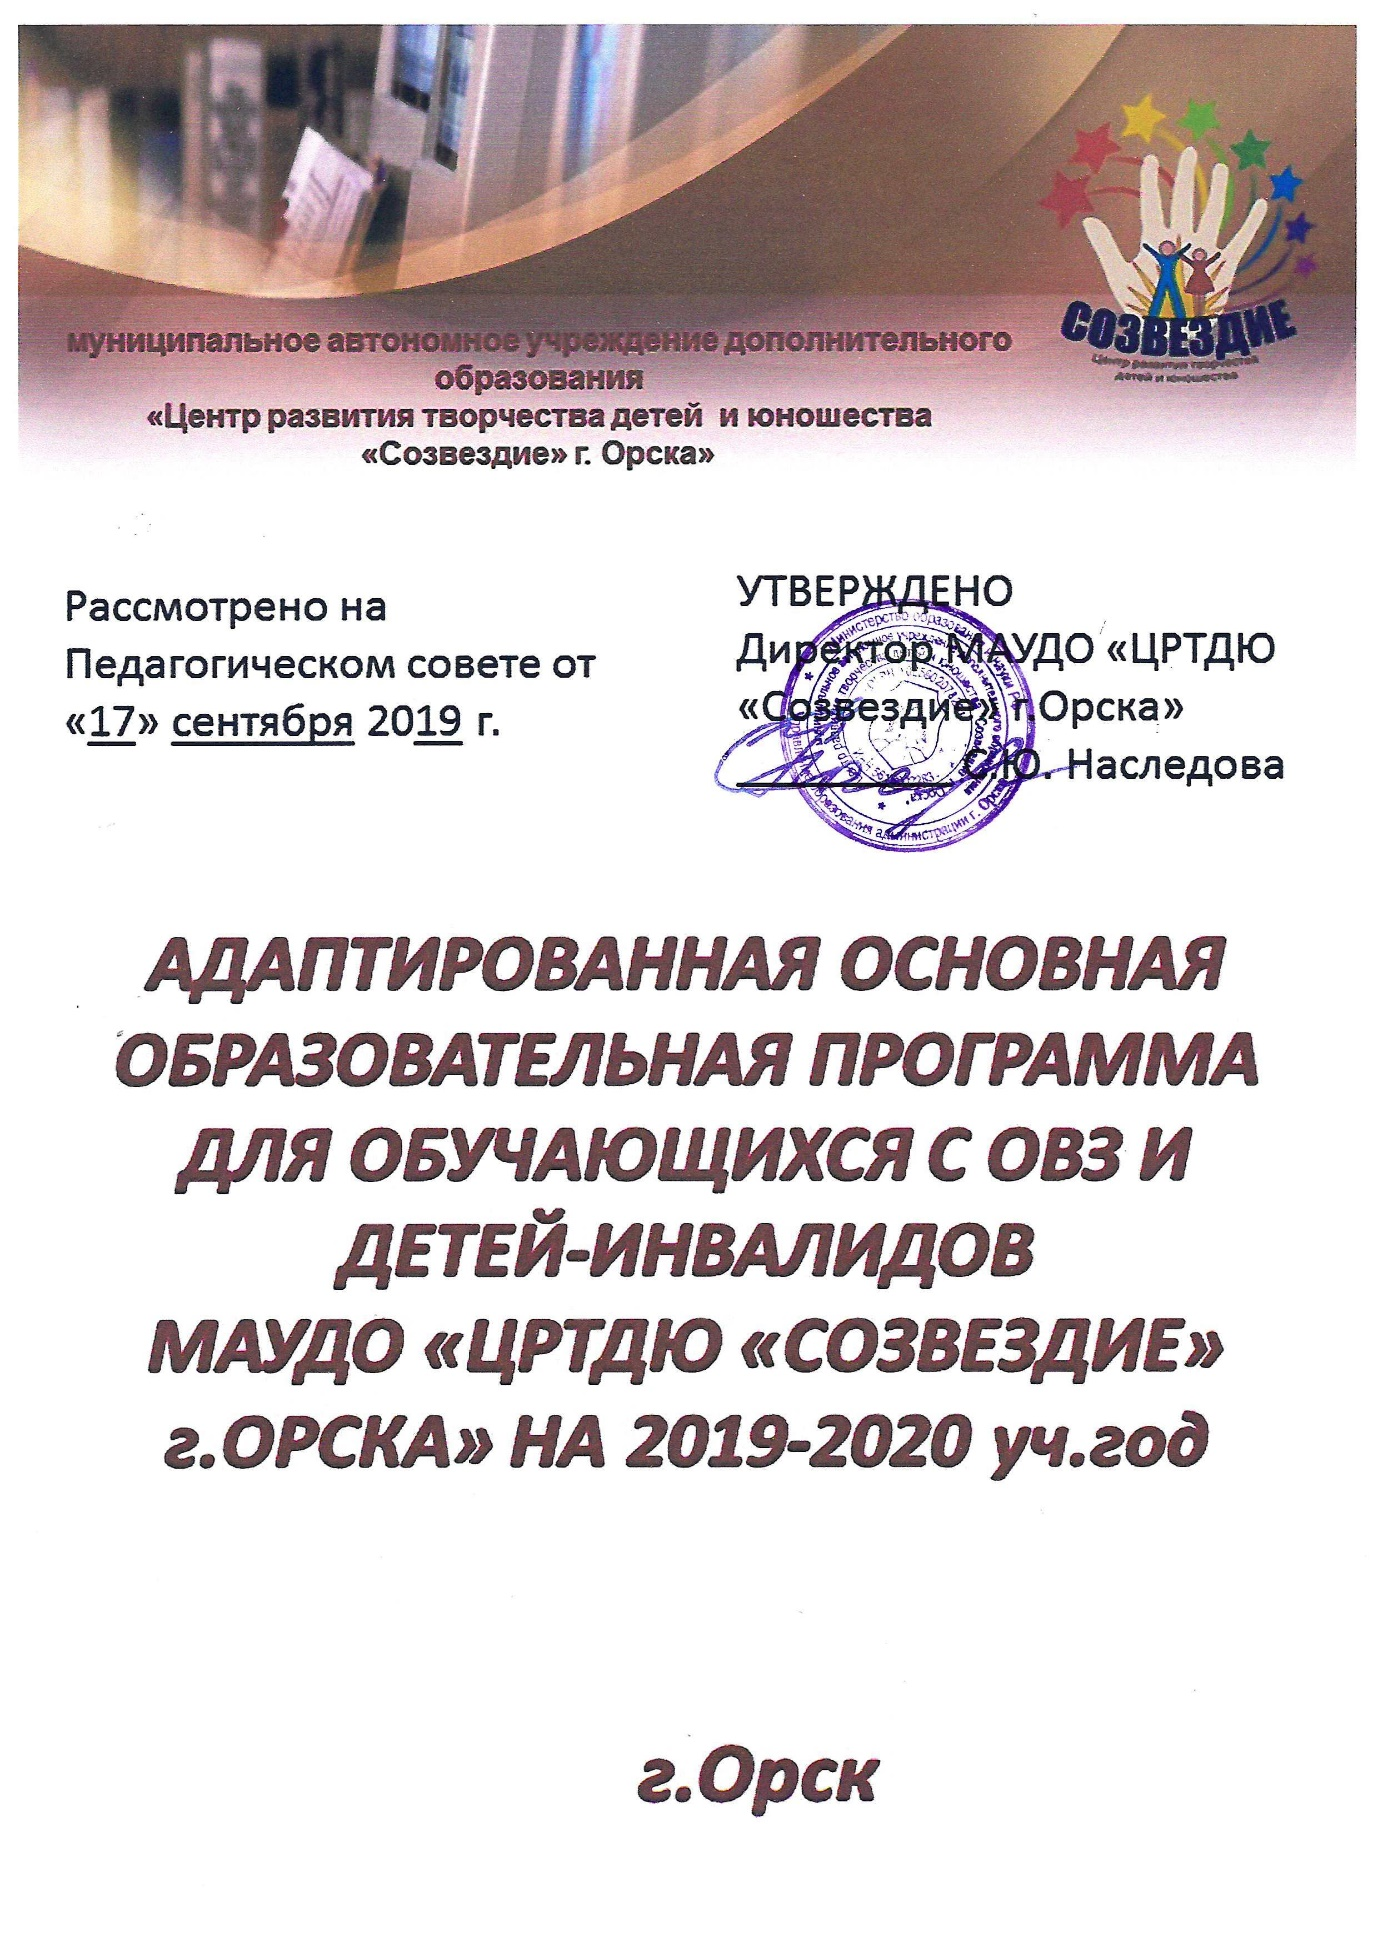 муниципальное автономное учреждение дополнительного
образования
«Центр развития творчества детей и юношества
«Созвездие» г. Орска»
СОЗВЕЗДИЕ
Центр развития творчества
детей и юношества
Рассмотрено на
Педагогическом совете от
«17» сентября 2019 г.
УТВЕРЖДЕНО
Директор МАУДО «ЦРТДЮ
«Созвездие» г.Орска»
С.Ю. Наследова
АДАПТИРОВАННАЯ ОСНОВНАЯ
ОБРАЗОВАТЕЛЬНАЯ ПРОГРАММА
ДЛЯ ОБУЧАЮЩИХСЯ С ОВЗ И
ДЕТЕЙ-ИНВАЛИДОВ
МАУДО «ЦРТДЮ «СОЗВЕЗДИЕ»
г.ОРСКА» НА 2019-2020 уч.год
г.Орск